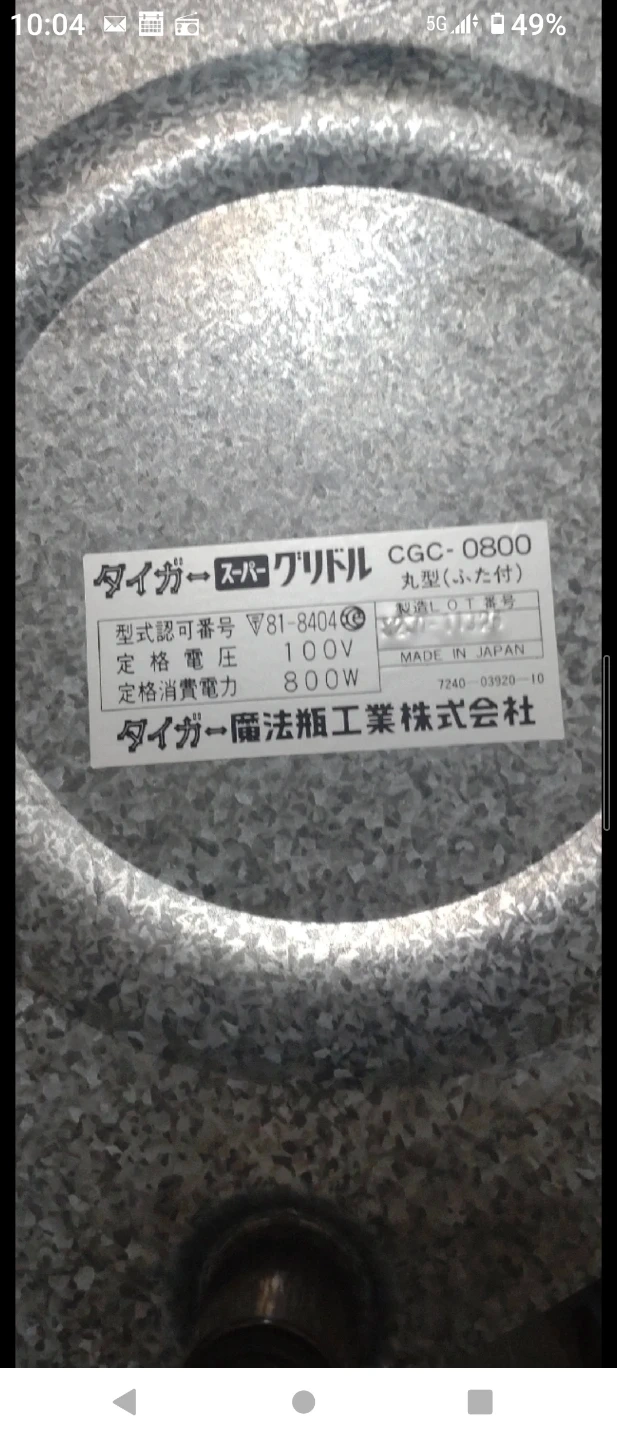 10:04
5G
49%
タイガー スーパー グリドル
CGC-0800
丸型(ふた付)
型式認可番号 81-8404
定格電圧 100V
定格消費電力 800W
製造LOT番号
MADE IN JAPAN
7240-03920-10
タイガー魔法瓶工業株式会社